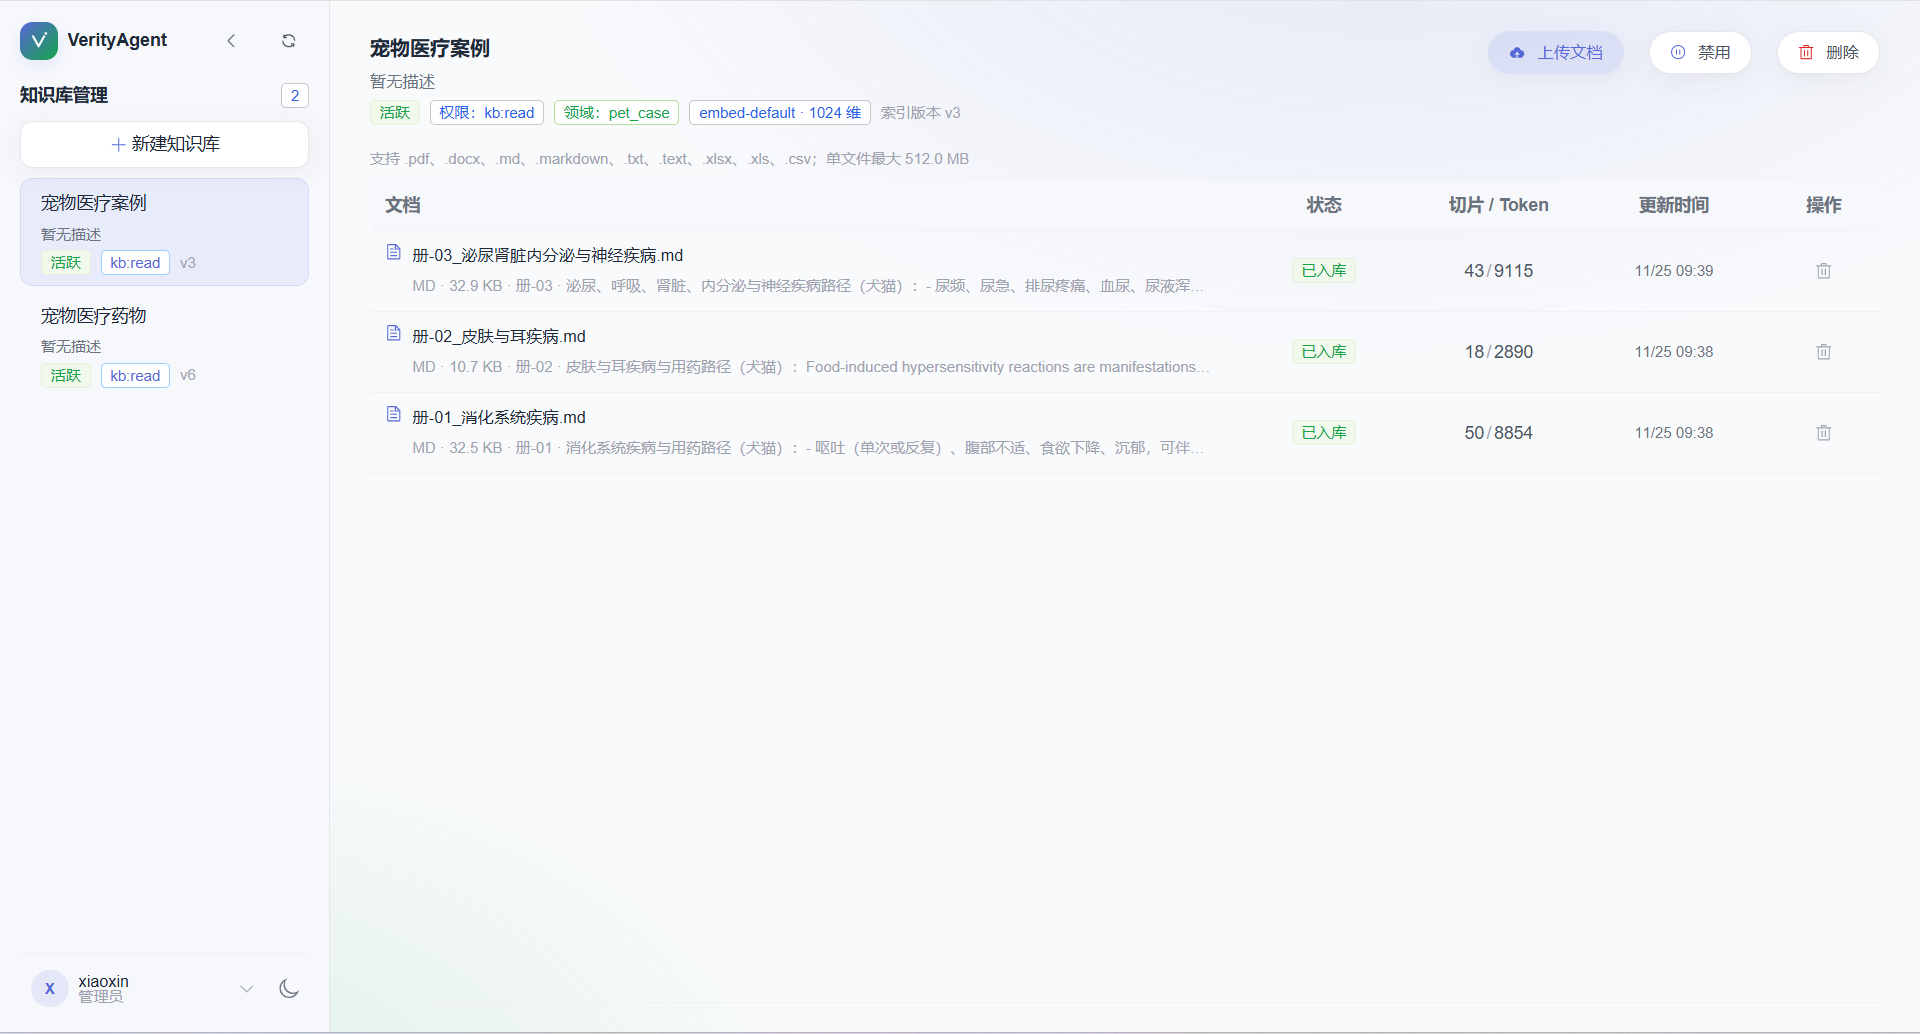 VerityAgent
知识库管理
2
新建知识库
宠物医疗案例
暂无描述
活跃 kb:read v3
宠物医疗药物
暂无描述
活跃 kb:read v6
X
xiaoxin
管理员
宠物医疗案例
暂无描述
活跃 权限：kb:read 领域：pet_case embed-default · 1024 维 索引版本 v3
上传文档 禁用 删除
支持 .pdf、.docx、.md、.markdown、.txt、.text、.xlsx、.xls、.csv；单文件最大 512.0 MB
文档 状态 切片 / Token 更新时间 操作
册-03_泌尿肾脏内分泌与神经疾病.md
MD · 32.9 KB · 册-03 · 泌尿、呼吸、肾脏、内分泌与神经疾病路径（犬猫）：- 尿频、尿急、排尿疼痛、血尿、尿液浑…
已入库 43/9115 11/25 09:39
册-02_皮肤与耳疾病.md
MD · 10.7 KB · 册-02 · 皮肤与耳疾病与用药路径（犬猫）：Food-induced hypersensitivity reactions are manifestations…
已入库 18/2890 11/25 09:38
册-01_消化系统疾病.md
MD · 32.5 KB · 册-01 · 消化系统疾病与用药路径（犬猫）：- 呕吐（单次或反复）、腹部不适、食欲下降、沉郁，可伴…
已入库 50/8854 11/25 09:38